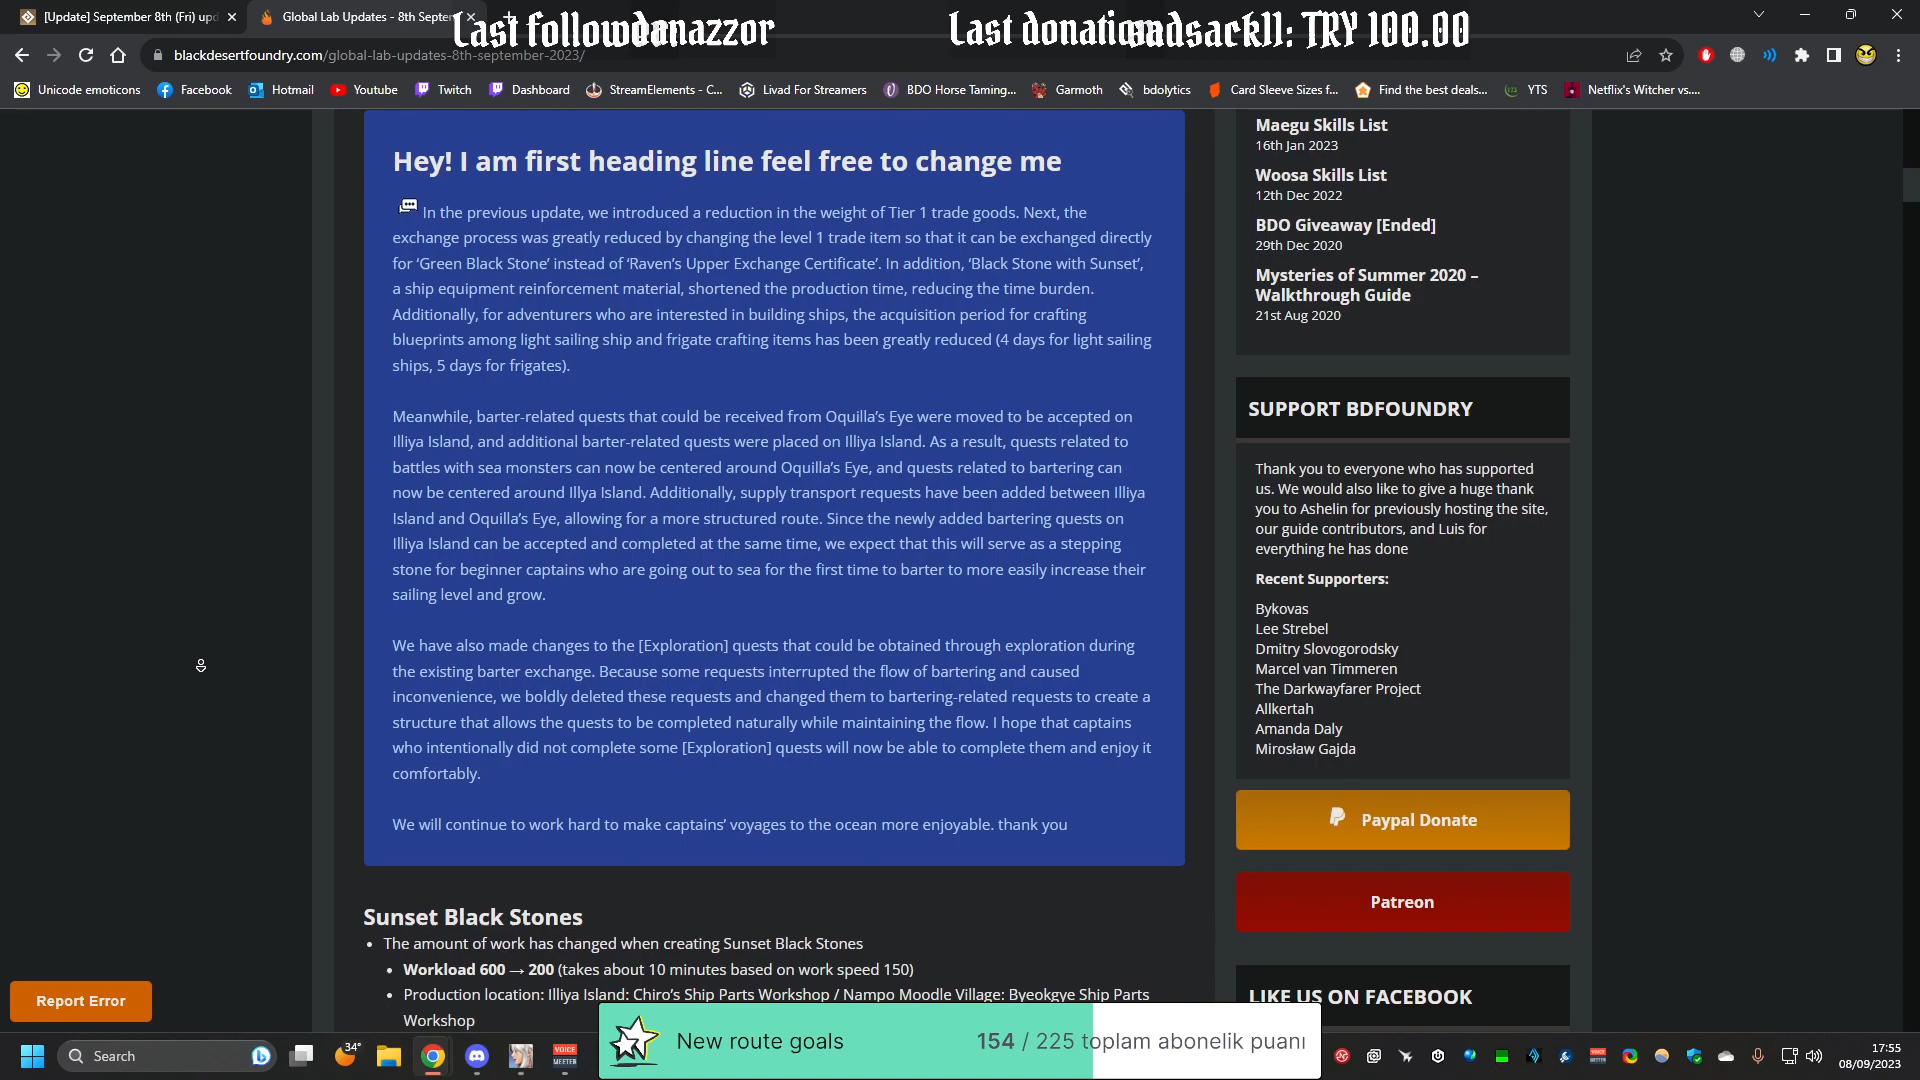 [Update] September 8th (Fri) upd
Global Lab Updates - 8th Septem
Last follower
Last donation
sadsack11: TRY 100.00
blackdesertfoundry.com/global-lab-updates-8th-september-2023/
Unicode emoticons
Facebook
Hotmail
Youtube
Twitch
Dashboard
StreamElements - C...
Livad For Streamers
BDO Horse Taming...
Garmoth
bdolytics
Card Sleeve Sizes f...
Find the best deals...
YTS
Netflix's Witcher vs....
Hey! I am first heading line feel free to change me
In the previous update, we introduced a reduction in the weight of Tier 1 trade goods. Next, the
exchange process was greatly reduced by changing the level 1 trade item so that it can be exchanged directly
for ‘Green Black Stone’ instead of ‘Raven’s Upper Exchange Certificate’. In addition, ‘Black Stone with Sunset’,
a ship equipment reinforcement material, shortened the production time, reducing the time burden.
Additionally, for adventurers who are interested in building ships, the acquisition period for crafting
blueprints among light sailing ship and frigate crafting items has been greatly reduced (4 days for light sailing
ships, 5 days for frigates).
Meanwhile, barter-related quests that could be received from Oquilla’s Eye were moved to be accepted on
Illiya Island, and additional barter-related quests were placed on Illiya Island. As a result, quests related to
battles with sea monsters can now be centered around Oquilla’s Eye, and quests related to bartering can
now be centered around Illya Island. Additionally, supply transport requests have been added between Illiya
Island and Oquilla’s Eye, allowing for a more structured route. Since the newly added bartering quests on
Illiya Island can be accepted and completed at the same time, we expect that this will serve as a stepping
stone for beginner captains who are going out to sea for the first time to barter to more easily increase their
sailing level and grow.
We have also made changes to the [Exploration] quests that could be obtained through exploration during
the existing barter exchange. Because some requests interrupted the flow of bartering and caused
inconvenience, we boldly deleted these requests and changed them to bartering-related requests to create a
structure that allows the quests to be completed naturally while maintaining the flow. I hope that captains
who intentionally did not complete some [Exploration] quests will now be able to complete them and enjoy it
comfortably.
We will continue to work hard to make captains’ voyages to the ocean more enjoyable. thank you
Sunset Black Stones
The amount of work has changed when creating Sunset Black Stones
Workload 600 → 200 (takes about 10 minutes based on work speed 150)
Production location: Illiya Island: Chiro’s Ship Parts Workshop / Nampo Moodle Village: Byeokgye Ship Parts
Workshop
Maegu Skills List
16th Jan 2023
Woosa Skills List
12th Dec 2022
BDO Giveaway [Ended]
29th Dec 2020
Mysteries of Summer 2020 –
Walkthrough Guide
21st Aug 2020
SUPPORT BDFOUNDRY
Thank you to everyone who has supported
us. We would also like to give a huge thank
you to Ashelin for previously hosting the site,
our guide contributors, and Luis for
everything he has done
Recent Supporters:
Bykovas
Lee Strebel
Dmitry Slovogorodsky
Marcel van Timmeren
The Darkwayfarer Project
Allkertah
Amanda Daly
Mirosław Gajda
Paypal Donate
Patreon
LIKE US ON FACEBOOK
Report Error
New route goals
154 / 225 toplam abonelik puanı
Search
34°
VOICE
MEETER
17:55
08/09/2023